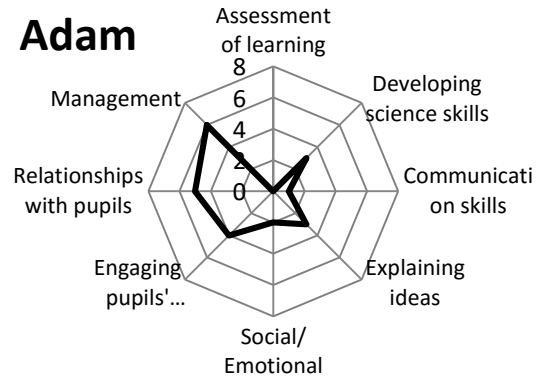 Adam
Assessment
of learning
8
6
4
2
0
Developing
science skills
Communicati
on skills
Explaining
ideas
Social/
Emotional
Engaging
pupils'...
Relationships
with pupils
Management